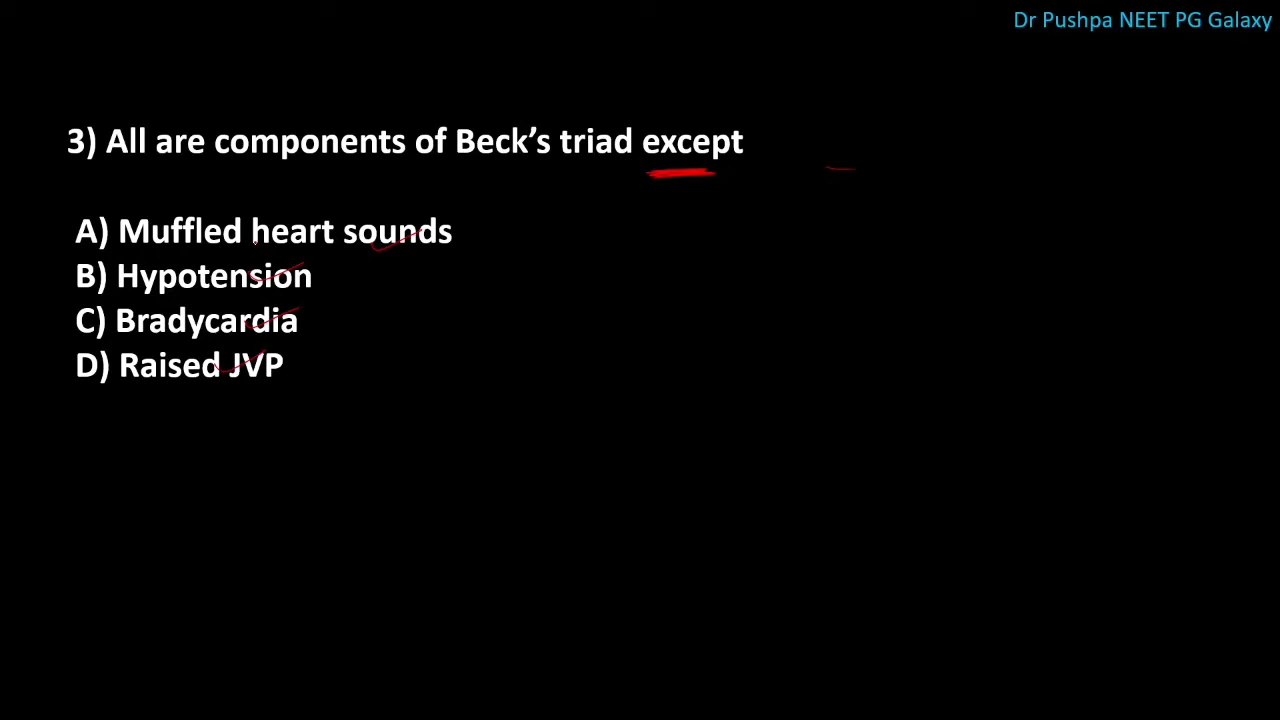 Dr Pushpa NEET PG Galaxy
3) All are components of Beck’s triad except
A) Muffled heart sounds
B) Hypotension
C) Bradycardia
D) Raised JVP